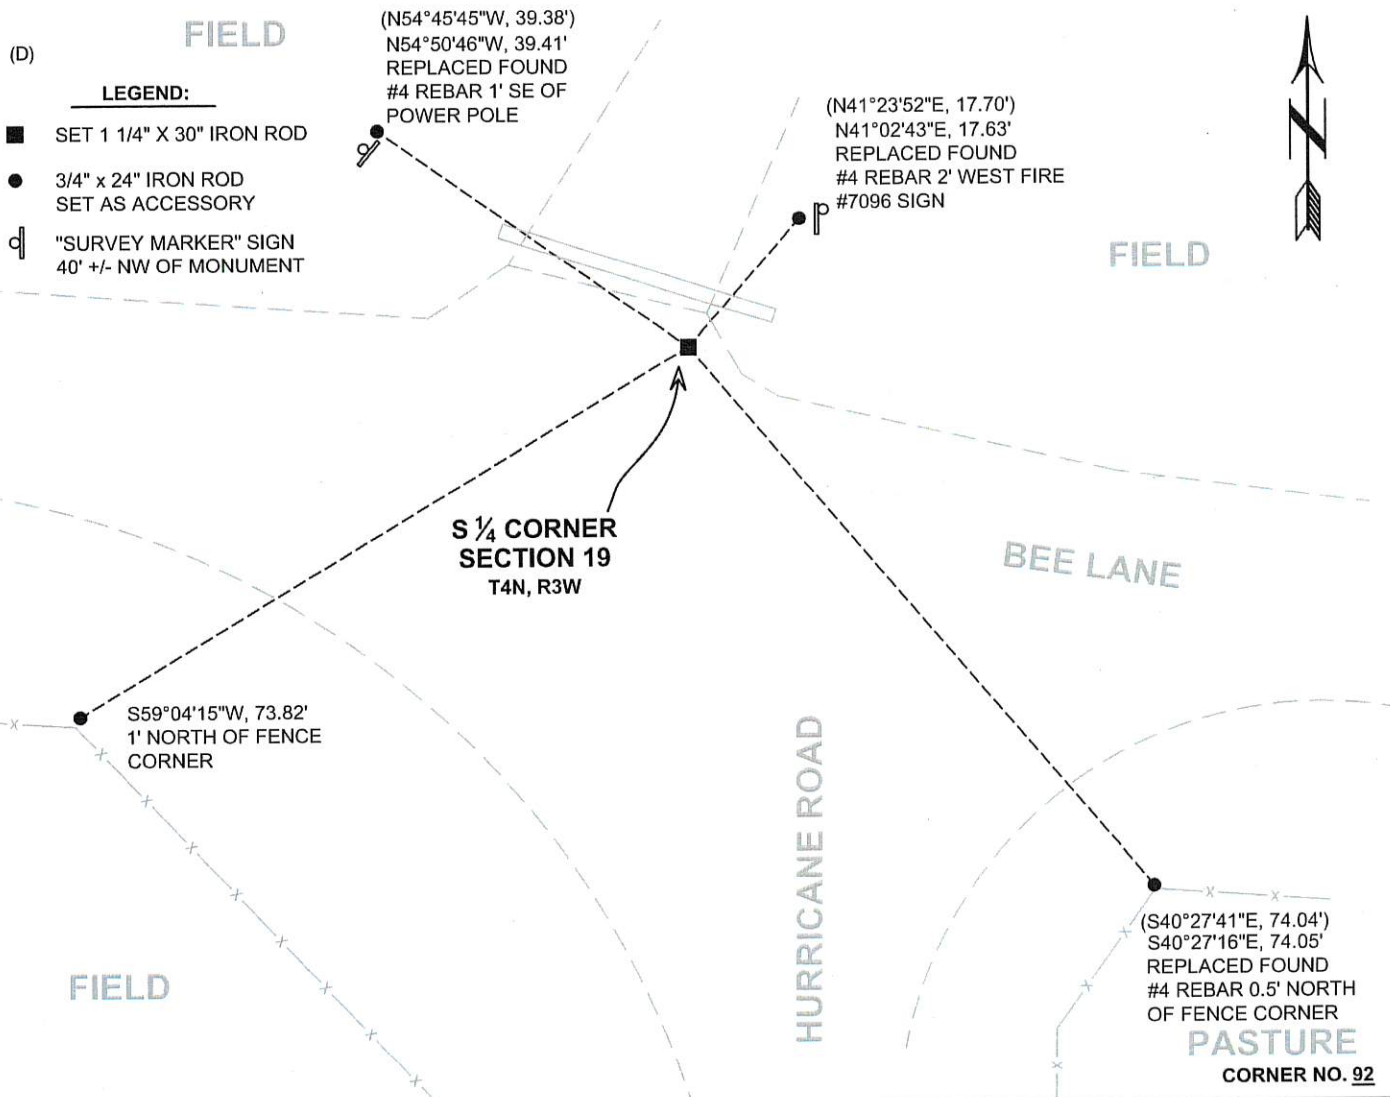 (D)
FIELD
LEGEND:
SET 1 1/4" X 30" IRON ROD
3/4" x 24" IRON ROD
SET AS ACCESSORY
"SURVEY MARKER" SIGN
40' +/- NW OF MONUMENT
(N54°45'45"W, 39.38')
N54°50'46"W, 39.41'
REPLACED FOUND
#4 REBAR 1' SE OF
POWER POLE
(N41°23'52"E, 17.70')
N41°02'43"E, 17.63'
REPLACED FOUND
#4 REBAR 2' WEST FIRE
#7096 SIGN
N
FIELD
S 1/4 CORNER
SECTION 19
T4N, R3W
BEE LANE
S59°04'15"W, 73.82'
1' NORTH OF FENCE
CORNER
HURRICANE ROAD
FIELD
(S40°27'41"E, 74.04')
S40°27'16"E, 74.05'
REPLACED FOUND
#4 REBAR 0.5' NORTH
OF FENCE CORNER
PASTURE
CORNER NO. 92